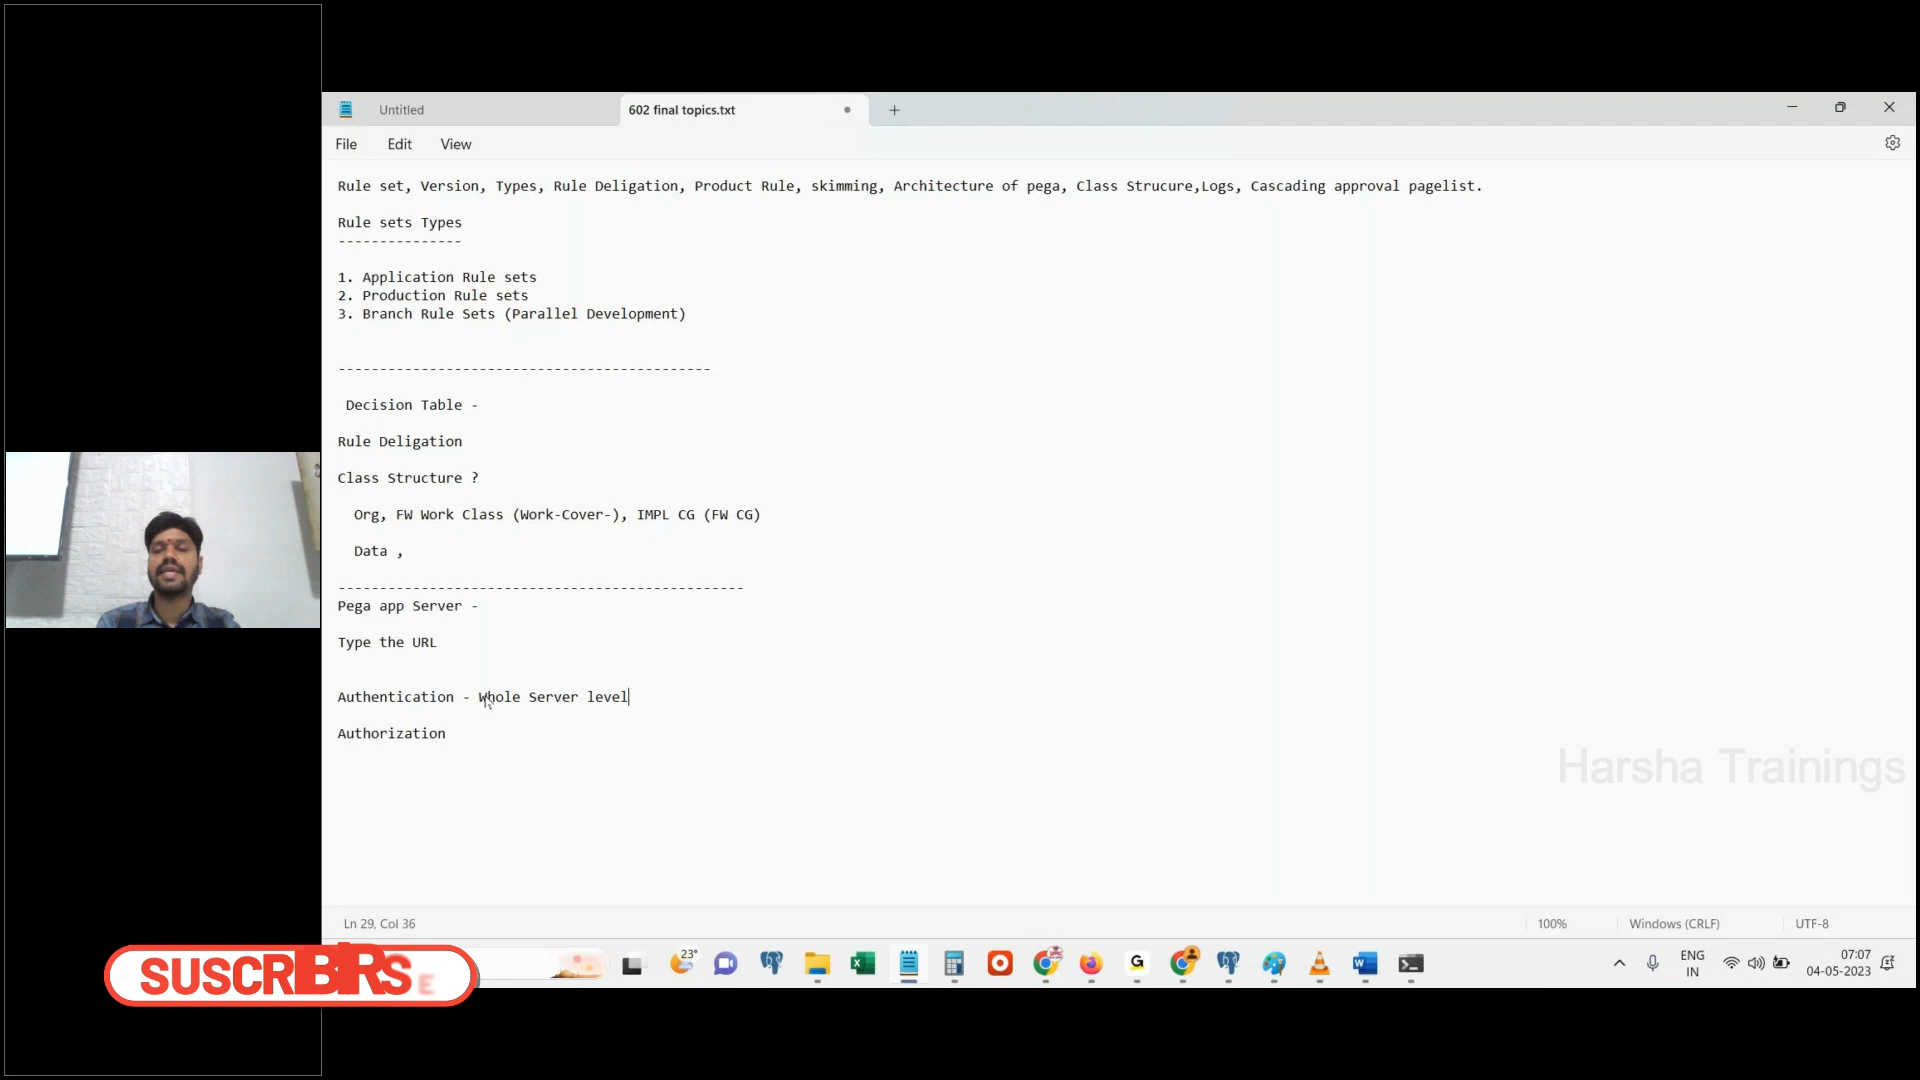 Untitled
602 final topics.txt
File Edit View
Rule set, Version, Types, Rule Deligation, Product Rule, skimming, Architecture of pega, Class Strucure,Logs, Cascading approval pagelist.
Rule sets Types
---------------
1. Application Rule sets
2. Production Rule sets
3. Branch Rule Sets (Parallel Development)
---------------------------------------------
Decision Table -
Rule Deligation
Class Structure ?
Org, FW Work Class (Work-Cover-), IMPL CG (FW CG)
Data ,
-------------------------------------------------
Pega app Server -
Type the URL
Authentication - Whole Server level
Authorization
Harsha Trainings
Ln 29, Col 36
100%
Windows (CRLF)
UTF-8
23°
ENG
IN
07:07
04-05-2023